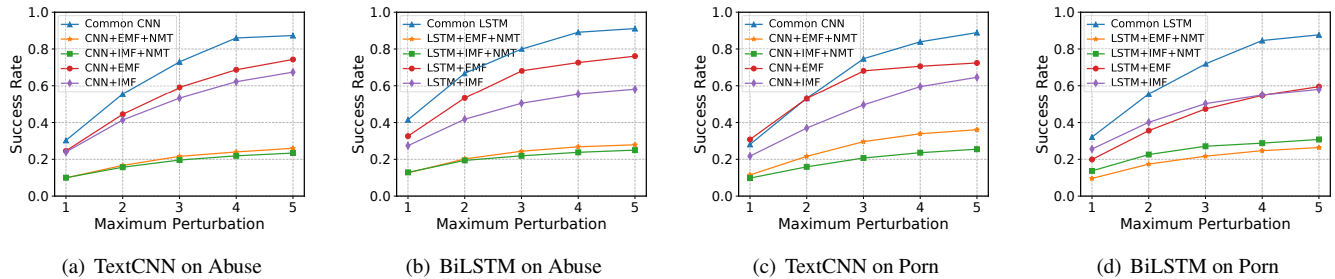 Success Rate
1.0
0.8
0.6
0.4
0.2
0.0
Common CNN
CNN+EMF+NMT
CNN+IMF+NMT
CNN+EMF
CNN+IMF
1 2 3 4 5
Maximum Perturbation
(a) TextCNN on Abuse
Success Rate
1.0
0.8
0.6
0.4
0.2
0.0
Common LSTM
LSTM+EMF+NMT
LSTM+IMF+NMT
LSTM+EMF
LSTM+IMF
1 2 3 4 5
Maximum Perturbation
(b) BiLSTM on Abuse
Success Rate
1.0
0.8
0.6
0.4
0.2
0.0
Common CNN
CNN+EMF+NMT
CNN+IMF+NMT
CNN+EMF
CNN+IMF
1 2 3 4 5
Maximum Perturbation
(c) TextCNN on Porn
Success Rate
1.0
0.8
0.6
0.4
0.2
0.0
Common LSTM
LSTM+EMF+NMT
LSTM+IMF+NMT
LSTM+EMF
LSTM+IMF
1 2 3 4 5
Maximum Perturbation
(d) BiLSTM on Porn